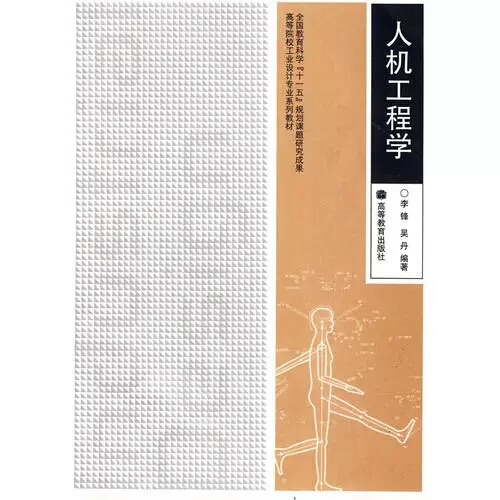 人机工程学
○李锋 吴丹 编著
高等教育出版社
全国教育科学『十一五』规划课题研究成果
高等院校工业设计专业系列教材